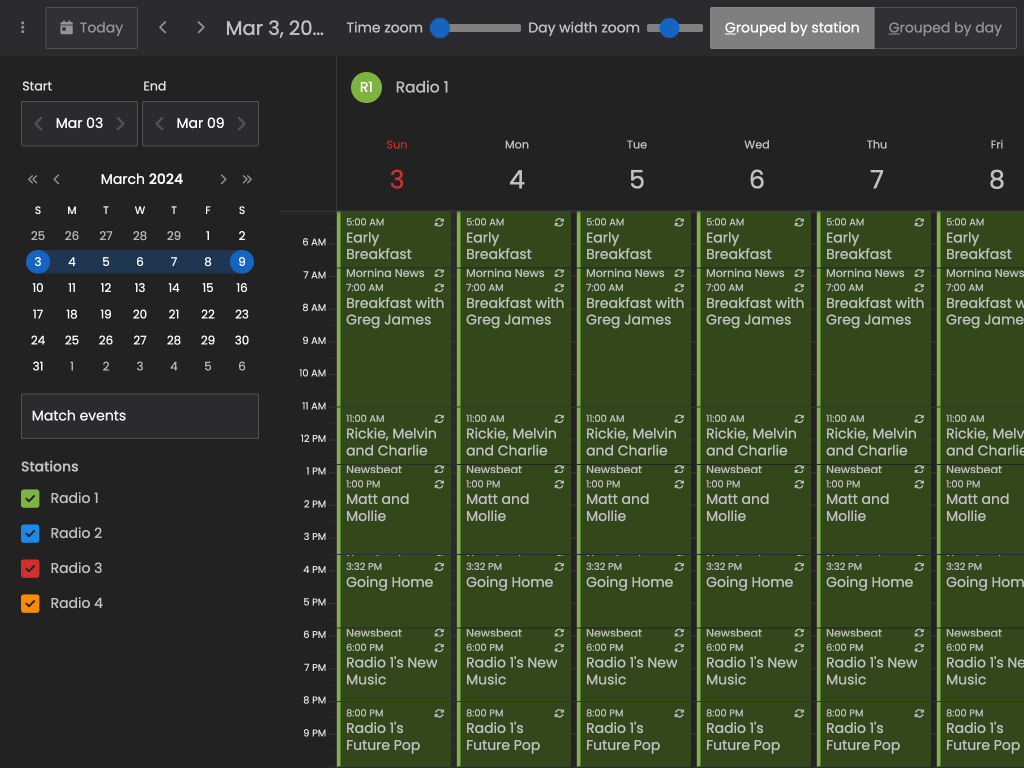 Today
Mar 3, 20...
Time zoom
Day width zoom
Grouped by station
Grouped by day
Start
End
Mar 03
Mar 09
March 2024
S M T W T F S
25 26 27 28 29 1 2
3 4 5 6 7 8 9
10 11 12 13 14 15 16
17 18 19 20 21 22 23
24 25 26 27 28 29 30
31 1 2 3 4 5 6
Match events
Stations
Radio 1
Radio 2
Radio 3
Radio 4
R1 Radio 1
Sun Mon Tue Wed Thu Fri
3 4 5 6 7 8
6 AM
7 AM
8 AM
9 AM
10 AM
11 AM
12 PM
1 PM
2 PM
3 PM
4 PM
5 PM
6 PM
7 PM
8 PM
9 PM
5:00 AM 5:00 AM 5:00 AM 5:00 AM 5:00 AM 5:00 AM
Early Early Early Early Early Early
Breakfast Breakfast Breakfast Breakfast Breakfast Breakfast
Morning News Morning News Morning News Morning News Morning News Morning News
7:00 AM 7:00 AM 7:00 AM 7:00 AM 7:00 AM 7:00 AM
Breakfast with Breakfast with Breakfast with Breakfast with Breakfast with Breakfast w
Greg James Greg James Greg James Greg James Greg James Greg James
11:00 AM 11:00 AM 11:00 AM 11:00 AM 11:00 AM 11:00 AM
Rickie, Melvin Rickie, Melvin Rickie, Melvin Rickie, Melvin Rickie, Melvin Rickie, Melv
and Charlie and Charlie and Charlie and Charlie and Charlie and Charlie
Newsbeat Newsbeat Newsbeat Newsbeat Newsbeat Newsbeat
1:00 PM 1:00 PM 1:00 PM 1:00 PM 1:00 PM 1:00 PM
Matt and Matt and Matt and Matt and Matt and Matt and
Mollie Mollie Mollie Mollie Mollie Mollie
3:32 PM 3:32 PM 3:32 PM 3:32 PM 3:32 PM 3:32 PM
Going Home Going Home Going Home Going Home Going Home Going Hom
Newsbeat Newsbeat Newsbeat Newsbeat Newsbeat Newsbeat
6:00 PM 6:00 PM 6:00 PM 6:00 PM 6:00 PM 6:00 PM
Radio 1's New Radio 1's New Radio 1's New Radio 1's New Radio 1's New Radio 1's Ne
Music Music Music Music Music Music
8:00 PM 8:00 PM 8:00 PM 8:00 PM 8:00 PM 8:00 PM
Radio 1's Radio 1's Radio 1's Radio 1's Radio 1's Radio 1's
Future Pop Future Pop Future Pop Future Pop Future Pop Future Pop